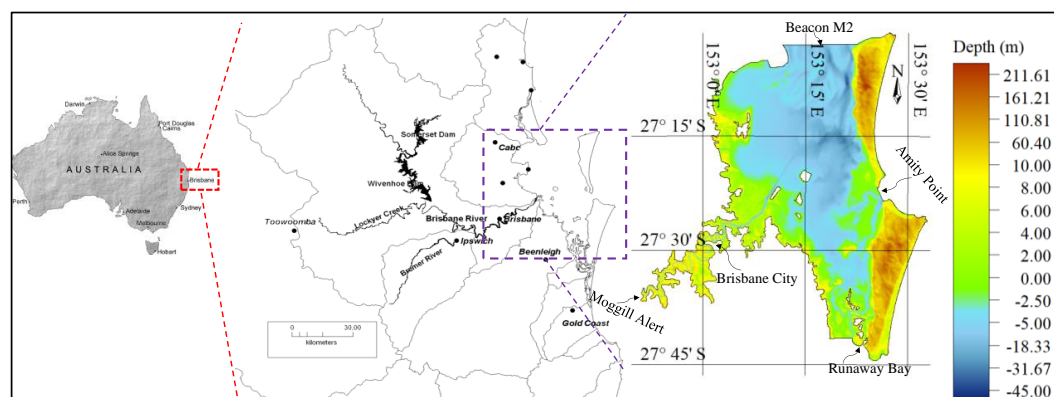 Darwin
Port Douglas
Cairns
Alice Springs
AUSTRALIA
Brisbane
Perth
Adelaide
Sydney
Melbourne
Hobart
Somerset Dam
Cabc
Wivenhoe
Lockyer Creek
Toowoomba
Brisbane River
Brisbane
Ipswich
Bremer River
Beenleigh
Gold Coast
0 30.00
kilometers
Beacon M2
153° 0' E
153° 15' E
153° 30' E
N
27° 15' S
27° 30' S
27° 45' S
Amity Point
Brisbane City
Moggill Alert
Runaway Bay
Depth (m)
211.61
161.21
110.81
60.40
10.00
8.00
6.00
4.00
2.00
0.00
-2.50
-5.00
-18.33
-31.67
-45.00